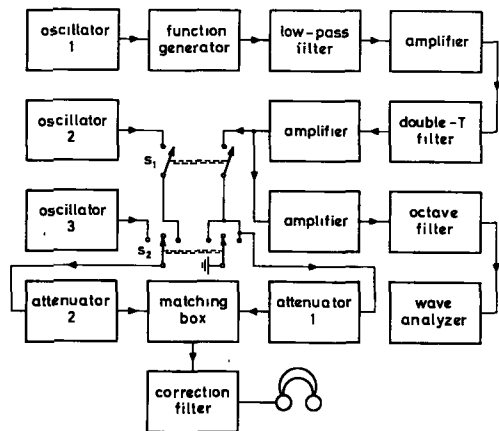 oscillator
1
function
generator
low-pass
filter
amplifier
oscillator
2
amplifier
double-T
filter
S1
oscillator
3
amplifier
octave
filter
S2
attenuator
2
matching
box
attenuator
1
wave
analyzer
correction
filter